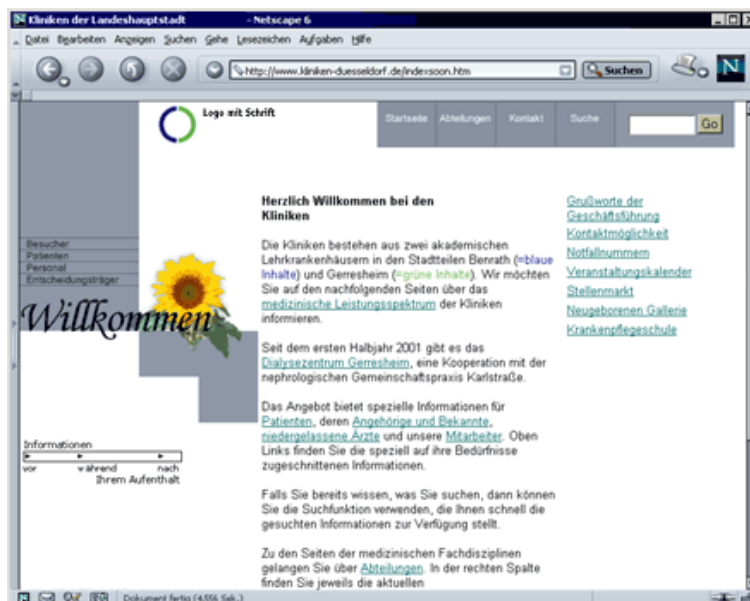 Kliniken der Landeshauptstadt - Netscape 6
Datei Bearbeiten Anzeigen Suchen Gehe Lesezeichen Aufgaben Hilfe
http://www.kliniken-duesseldorf.de/indexsoon.htm Suchen N
Logo mit Schrift
Startseite Abteilungen Kontakt Suche Go
Besucher
Patienten
Personal
Entscheidungsträger
Willkommen
Informationen
vor während nach
Ihrem Aufenthalt
Herzlich Willkommen bei den
Kliniken
Die Kliniken bestehen aus zwei akademischen
Lehrkrankenhäusern in den Stadtteilen Benrath (=blaue
Inhalte) und Gerresheim (=grüne Inhalte). Wir möchten
Sie auf den nachfolgenden Seiten über das
medizinische Leistungsspektrum der Kliniken
informieren.
Seit dem ersten Halbjahr 2001 gibt es das
Dialysezentrum Gerresheim, eine Kooperation mit der
nephrologischen Gemeinschaftspraxis Karlstraße.
Das Angebot bietet spezielle Informationen für
Patienten, deren Angehörige und Bekannte,
niedergelassene Ärzte und unsere Mitarbeiter. Oben
Links finden Sie die speziell auf ihre Bedürfnisse
zugeschnittenen Informationen.
Falls Sie bereits wissen, was Sie suchen, dann können
Sie die Suchfunktion verwenden, die Ihnen schnell die
gesuchten Informationen zur Verfügung stellt.
Zu den Seiten der medizinischen Fachdisziplinen
gelangen Sie über Abteilungen. In der rechten Spalte
finden Sie jeweils die aktuellen
Grußworte der
Geschäftsführung
Kontaktmöglichkeit
Notfallnummern
Veranstaltungskalender
Stellenmarkt
Neugeborenen Gallerie
Krankenpflegeschule
Dokument fertig (4.556 Sek.)